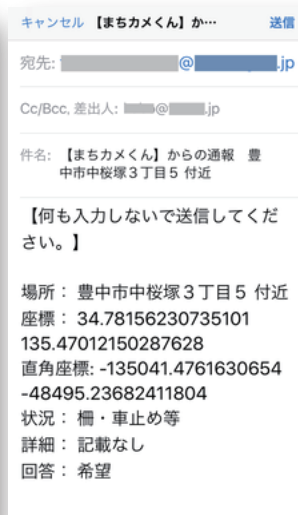 キャンセル 【まちカメくん】か… 送信
宛先: @ .jp
Cc/Bcc, 差出人: @ .jp
件名: 【まちカメくん】からの通報 豊
中市中桜塚３丁目５ 付近
【何も入力しないで送信してくだ
さい。】
場所： 豊中市中桜塚３丁目５ 付近
座標： 34.78156230735101
135.47012150287628
直角座標: -135041.4761630654
-48495.23682411804
状況： 柵・車止め等
詳細： 記載なし
回答： 希望